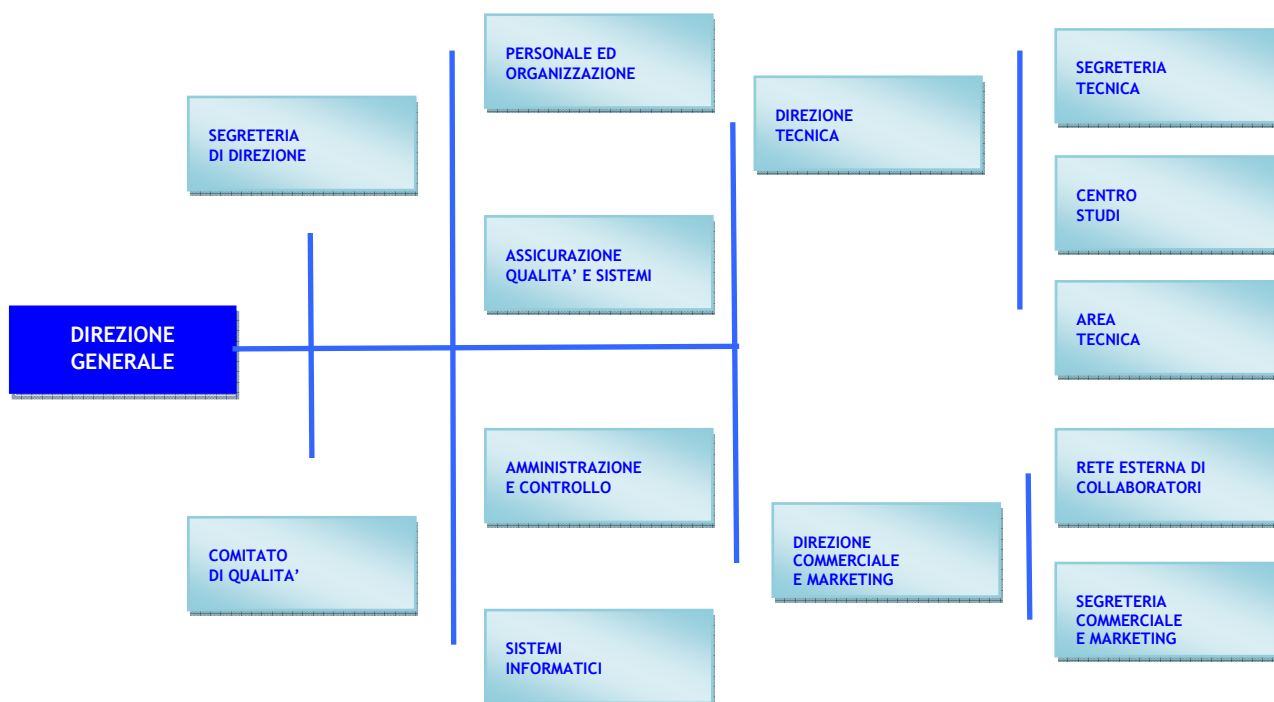 DIREZIONE
GENERALE
SEGRETERIA
DI DIREZIONE
COMITATO
DI QUALITA’
PERSONALE ED
ORGANIZZAZIONE
ASSICURAZIONE
QUALITA’ E SISTEMI
AMMINISTRAZIONE
E CONTROLLO
SISTEMI
INFORMATICI
DIREZIONE
TECNICA
DIREZIONE
COMMERCIALE
E MARKETING
SEGRETERIA
TECNICA
CENTRO
STUDI
AREA
TECNICA
RETE ESTERNA DI
COLLABORATORI
SEGRETERIA
COMMERCIALE
E MARKETING